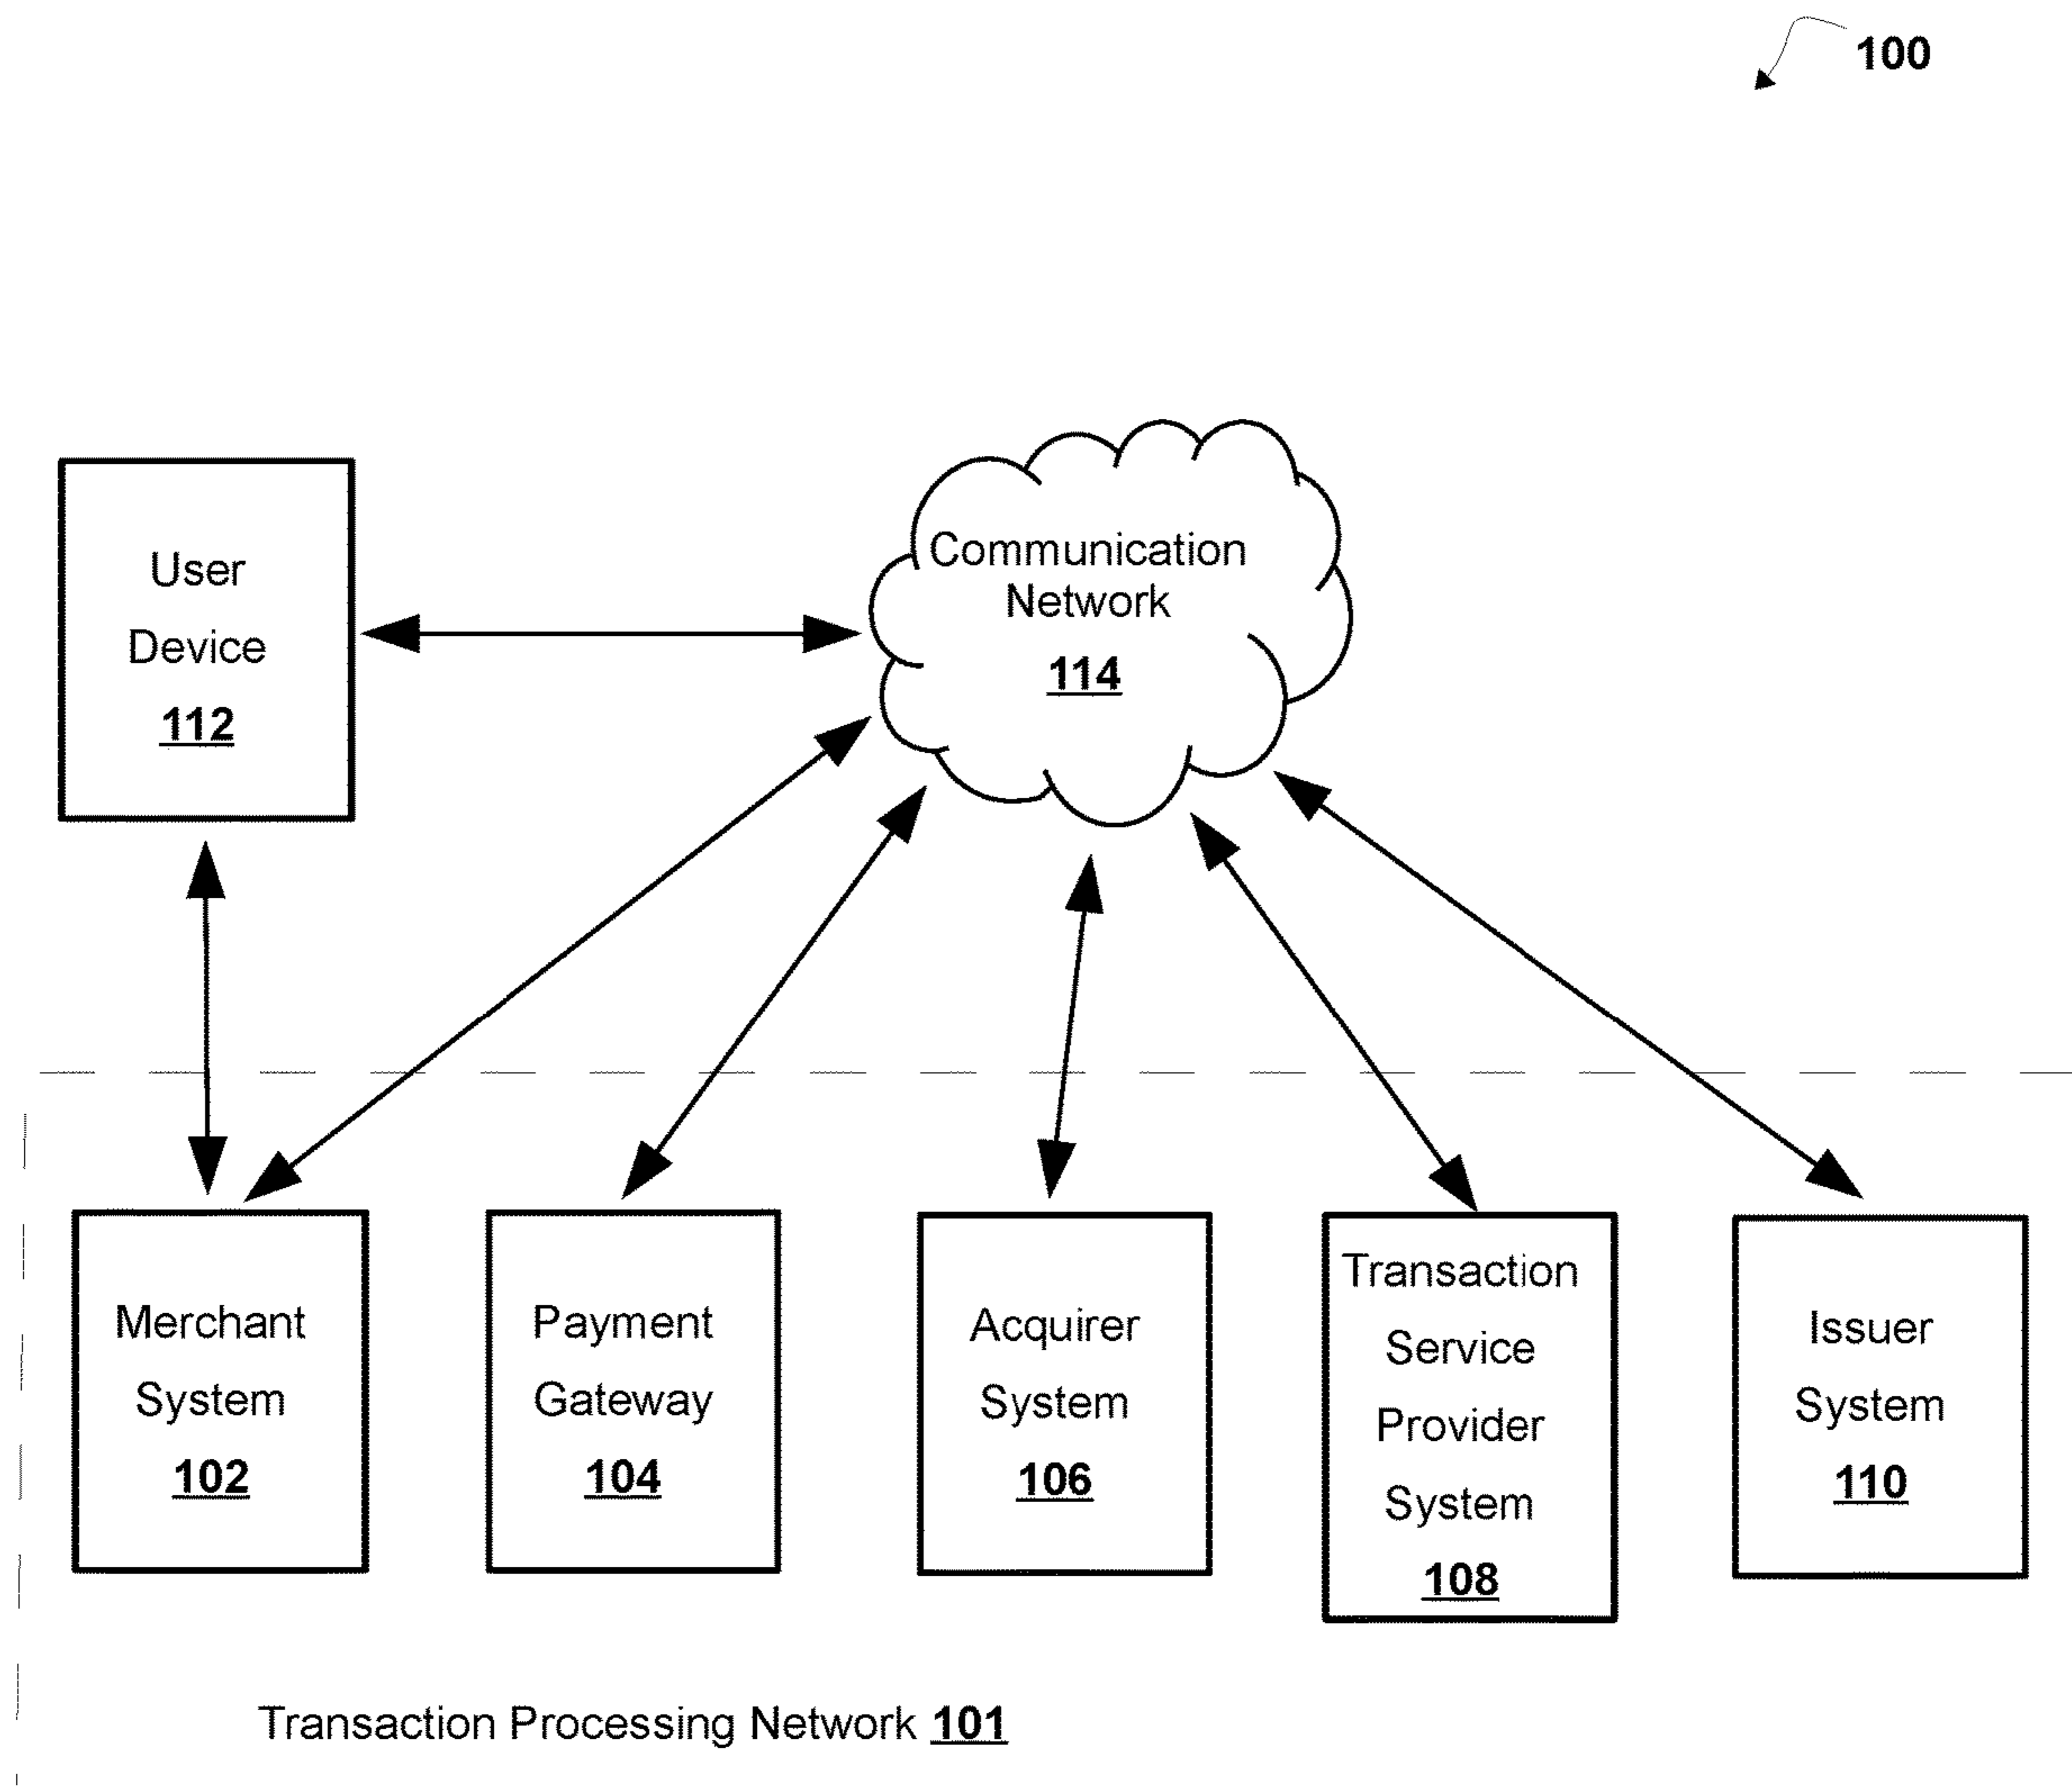 100
User
Device
112
Communication
Network
114
Merchant
System
102
Payment
Gateway
104
Acquirer
System
106
Transaction
Service
Provider
System
108
Issuer
System
110
Transaction Processing Network 101